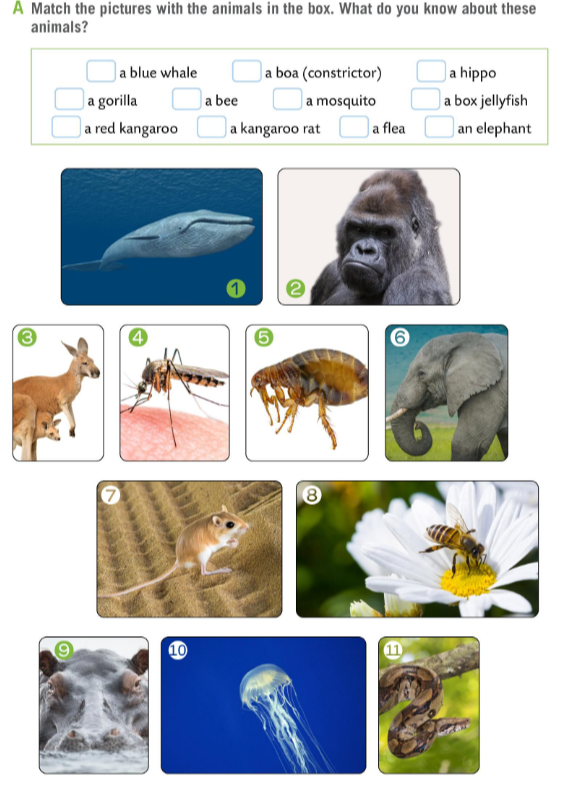 A Match the pictures with the animals in the box. What do you know about these
animals?
a blue whale a boa (constrictor) a hippo
a gorilla a bee a mosquito a box jellyfish
a red kangaroo a kangaroo rat a flea an elephant
1 2
3 4 5 6
7 8
9 10 11